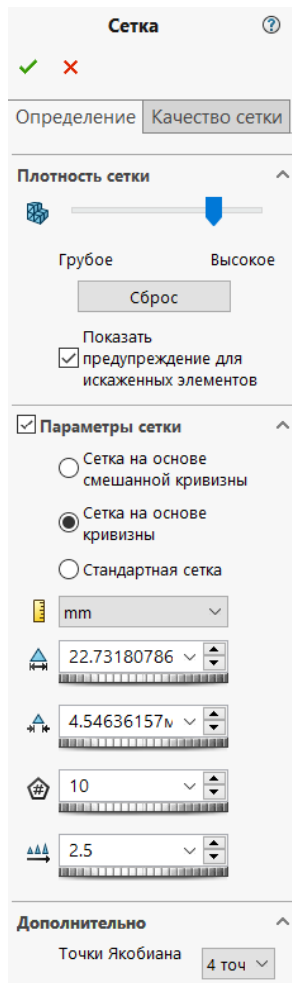 Сетка
Определение Качество сетки
Плотность сетки
Грубое Высокое
Сброс
Показать
предупреждение для
искаженных элементов
Параметры сетки
Сетка на основе
смешанной кривизны
Сетка на основе
кривизны
Стандартная сетка
mm
22.73180786
4.54636157м
#
10
2.5
Дополнительно
Точки Якобиана
4 точ